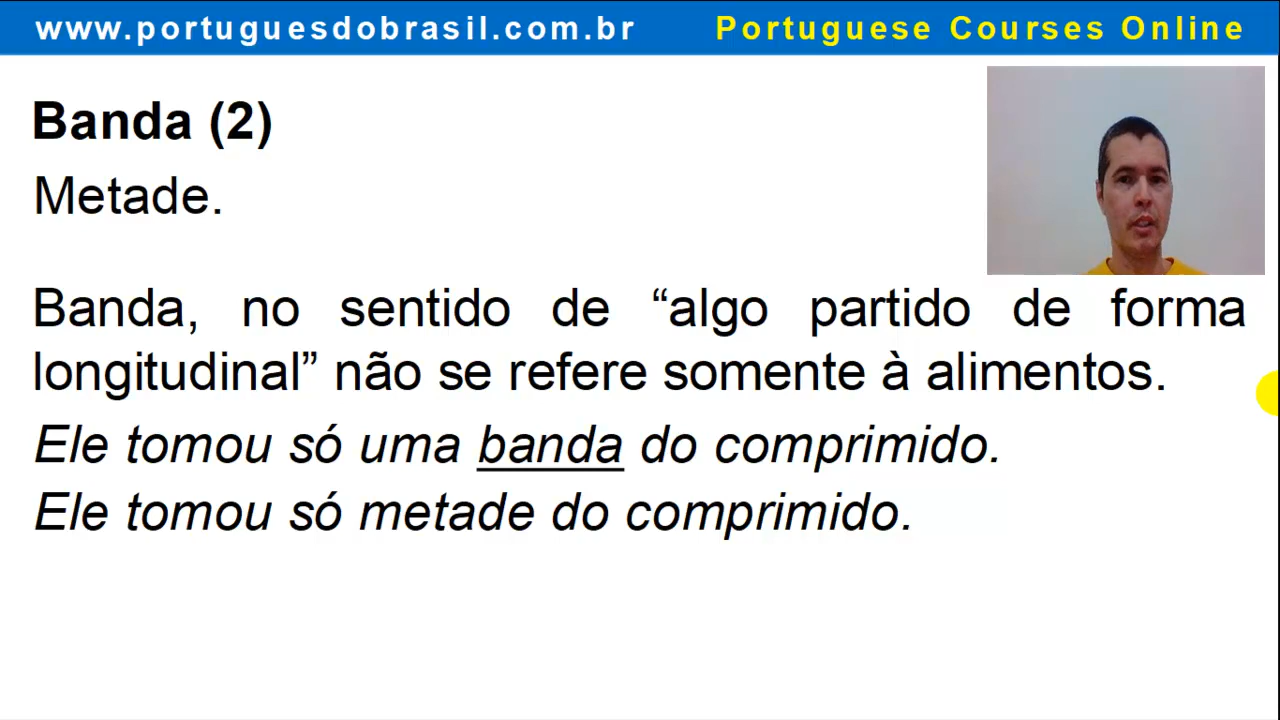 www.portuguesdobrasil.com.br Portuguese Courses Online
Banda (2)
Metade.
Banda, no sentido de “algo partido de forma
longitudinal” não se refere somente à alimentos.
Ele tomou só uma banda do comprimido.
Ele tomou só metade do comprimido.